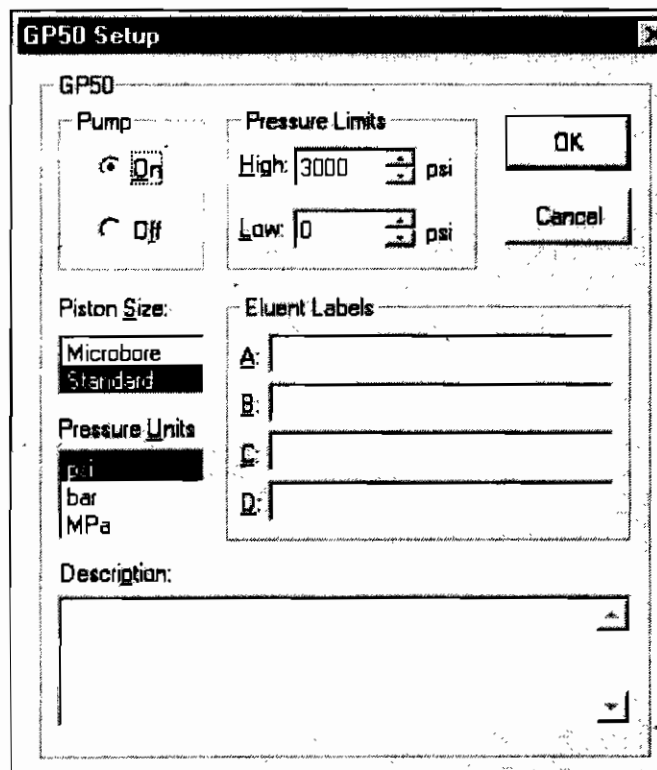 GP50 Setup
GP50
Pump
On
Off
Pressure Limits
High: 3000 psi
Low: 0 psi
OK
Cancel
Piston Size:
Microbore
Standard
Pressure Units
psi
bar
MPa
Eluent Labels
A:
B:
C:
D:
Description: